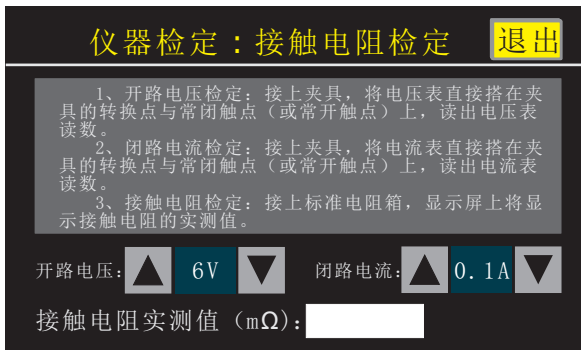 仪器检定：接触电阻检定 退出
1、开路电压检定：接上夹具，将电压表直接搭在夹
具的转换点与常闭触点（或常开触点）上，读出电压表
读数。
2、闭路电流检定：接上夹具，将电流表直接搭在夹
具的转换点与常闭触点（或常开触点）上，读出电流表
读数。
3、接触电阻检定：接上标准电阻箱，显示屏上将显
示接触电阻的实测值。
开路电压： 6V 闭路电流： 0.1A
接触电阻实测值（mΩ）：